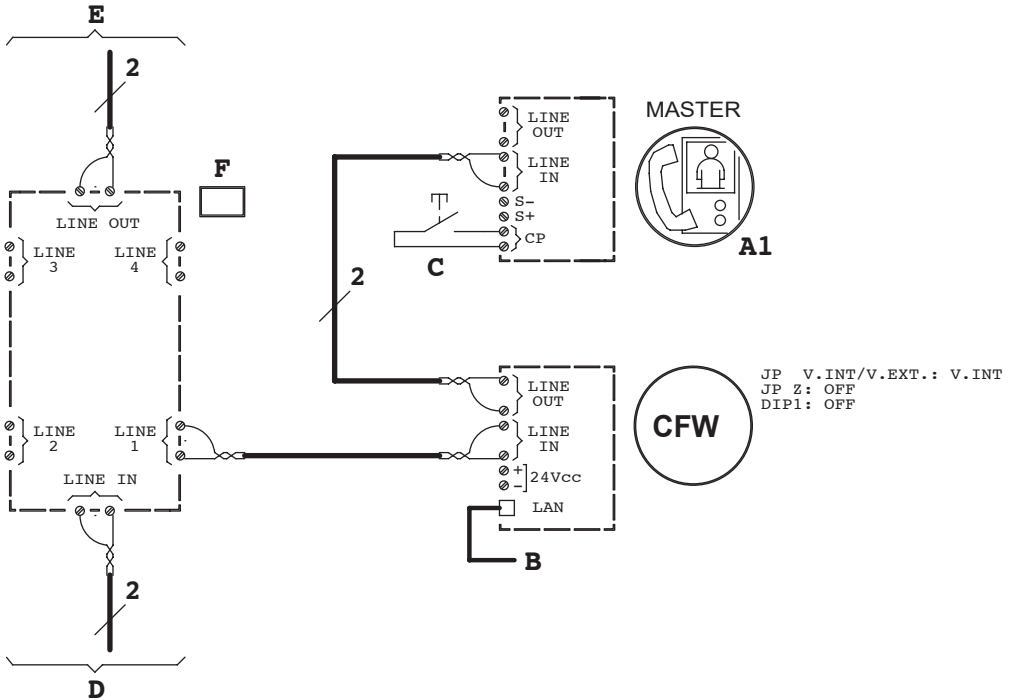 E
2
LINE OUT
LINE 3
LINE 4
LINE 2
LINE 1
LINE IN
2
D
F
2
LINE OUT
LINE IN
S-
S+
CP
C
MASTER
A1
LINE OUT
LINE IN
+
-
24Vcc
LAN
B
CFW
JP V.INT/V.EXT.: V.INT
JP Z: OFF
DIP1: OFF